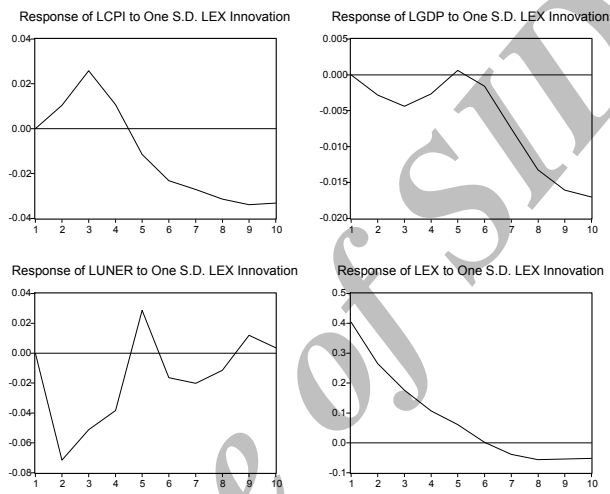 Response of LCPI to One S.D. LEX Innovation
0.04
0.02
0.00
-0.02
-0.04
1 2 3 4 5 6 7 8 9 10
Response of LGDP to One S.D. LEX Innovation
0.005
0.000
-0.005
-0.010
-0.015
-0.020
1 2 3 4 5 6 7 8 9 10
Response of LUNER to One S.D. LEX Innovation
0.04
0.02
0.00
-0.02
-0.04
-0.06
-0.08
1 2 3 4 5 6 7 8 9 10
Response of LEX to One S.D. LEX Innovation
0.5
0.4
0.3
0.2
0.1
0.0
-0.1
1 2 3 4 5 6 7 8 9 10
e of SID